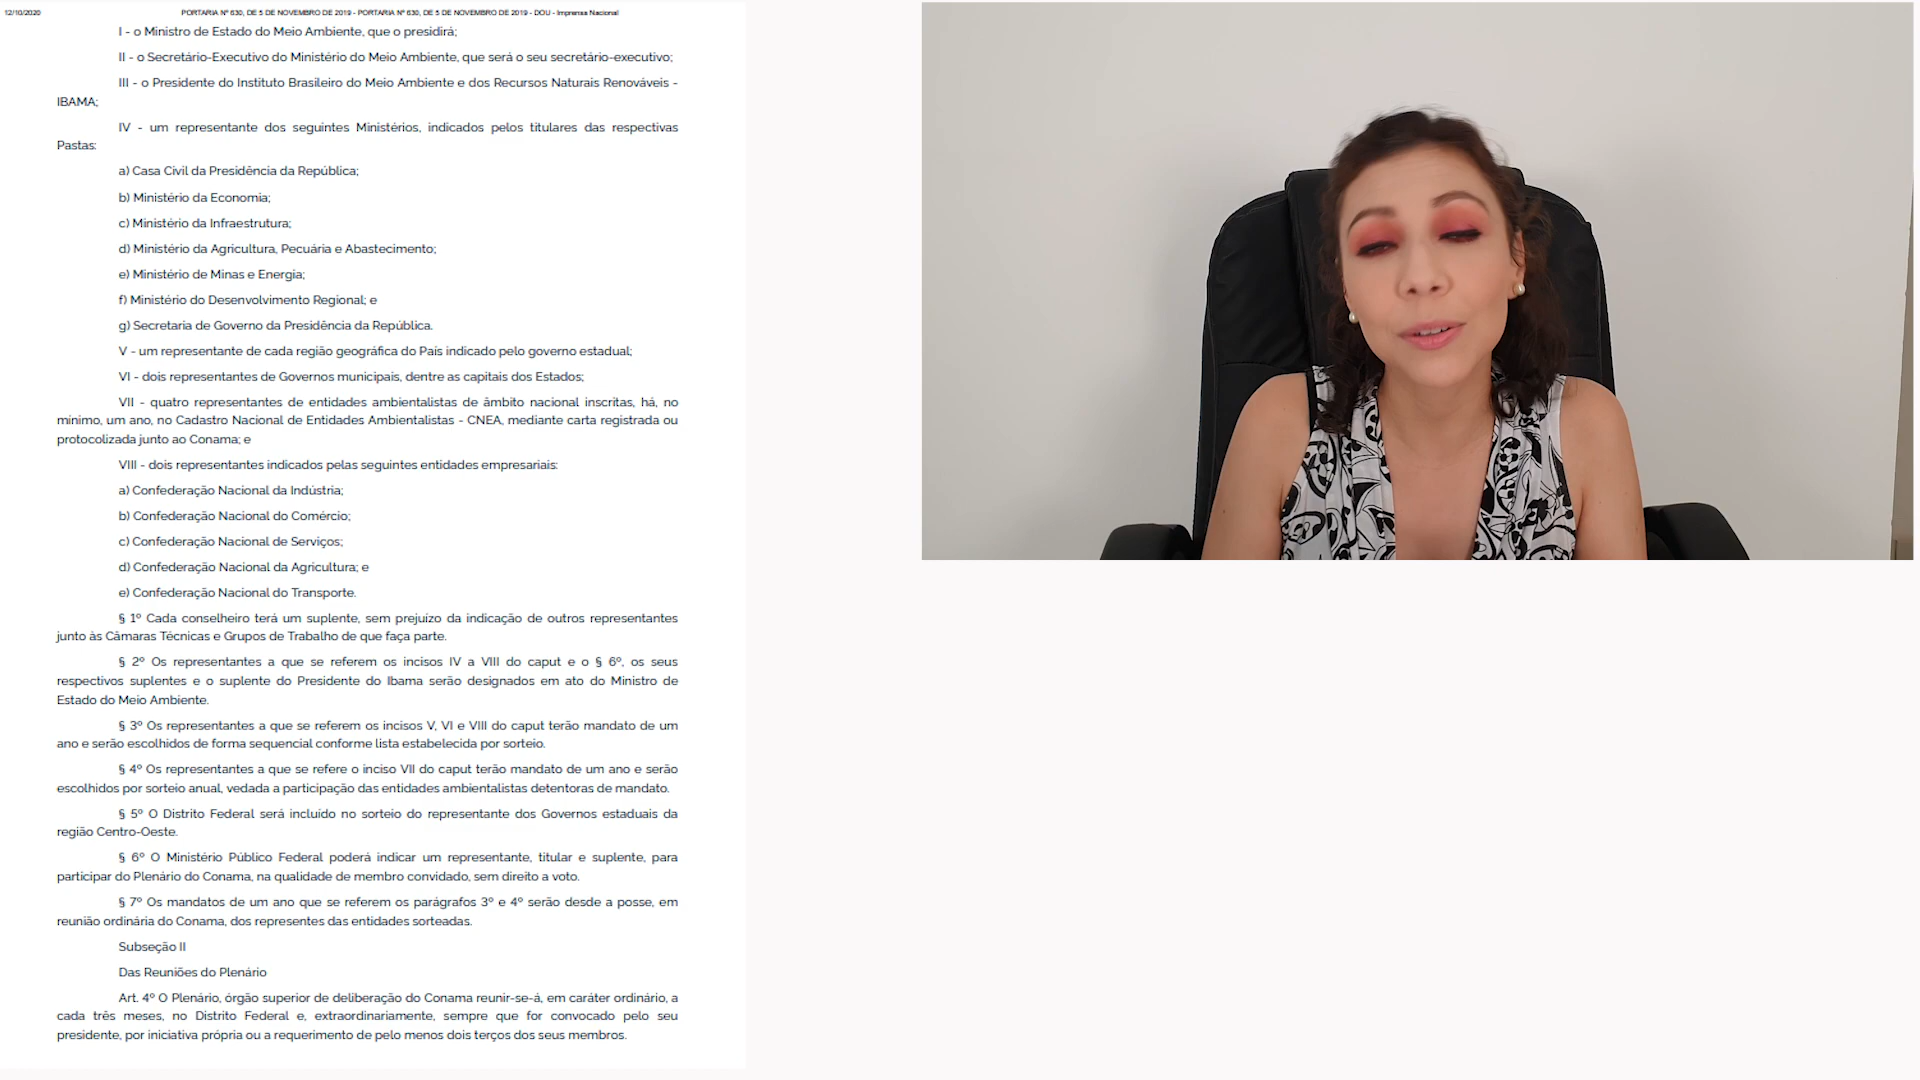 12/10/2020
PORTARIA Nº 630, DE 5 DE NOVEMBRO DE 2019 - PORTARIA Nº 630, DE 5 DE NOVEMBRO DE 2019 - DOU - Imprensa Nacional
I - o Ministro de Estado do Meio Ambiente, que o presidirá;
II - o Secretário-Executivo do Ministério do Meio Ambiente, que será o seu secretário-executivo;
III - o Presidente do Instituto Brasileiro do Meio Ambiente e dos Recursos Naturais Renováveis -
IBAMA;
IV - um representante dos seguintes Ministérios, indicados pelos titulares das respectivas
Pastas:
a) Casa Civil da Presidência da República;
b) Ministério da Economia;
c) Ministério da Infraestrutura;
d) Ministério da Agricultura, Pecuária e Abastecimento;
e) Ministério de Minas e Energia;
f) Ministério do Desenvolvimento Regional; e
g) Secretaria de Governo da Presidência da República.
V - um representante de cada região geográfica do País indicado pelo governo estadual;
VI - dois representantes de Governos municipais, dentre as capitais dos Estados;
VII - quatro representantes de entidades ambientalistas de âmbito nacional inscritas, há, no
mínimo, um ano, no Cadastro Nacional de Entidades Ambientalistas - CNEA, mediante carta registrada ou
protocolizada junto ao Conama; e
VIII - dois representantes indicados pelas seguintes entidades empresariais:
a) Confederação Nacional da Indústria;
b) Confederação Nacional do Comércio;
c) Confederação Nacional de Serviços;
d) Confederação Nacional da Agricultura; e
e) Confederação Nacional do Transporte.
§ 1º Cada conselheiro terá um suplente, sem prejuízo da indicação de outros representantes
junto às Câmaras Técnicas e Grupos de Trabalho de que faça parte.
§ 2º Os representantes a que se referem os incisos IV a VIII do caput e o § 6º, os seus
respectivos suplentes e o suplente do Presidente do Ibama serão designados em ato do Ministro de
Estado do Meio Ambiente.
§ 3º Os representantes a que se referem os incisos V, VI e VIII do caput terão mandato de um
ano e serão escolhidos de forma sequencial conforme lista estabelecida por sorteio.
§ 4º Os representantes a que se refere o inciso VII do caput terão mandato de um ano e serão
escolhidos por sorteio anual, vedada a participação das entidades ambientalistas detentoras de mandato.
§ 5º O Distrito Federal será incluído no sorteio do representante dos Governos estaduais da
região Centro-Oeste.
§ 6º O Ministério Público Federal poderá indicar um representante, titular e suplente, para
participar do Plenário do Conama, na qualidade de membro convidado, sem direito a voto.
§ 7º Os mandatos de um ano que se referem os parágrafos 3º e 4º serão desde a posse, em
reunião ordinária do Conama, dos representes das entidades sorteadas.
Subseção II
Das Reuniões do Plenário
Art. 4º O Plenário, órgão superior de deliberação do Conama reunir-se-á, em caráter ordinário, a
cada três meses, no Distrito Federal e, extraordinariamente, sempre que for convocado pelo seu
presidente, por iniciativa própria ou a requerimento de pelo menos dois terços dos seus membros.